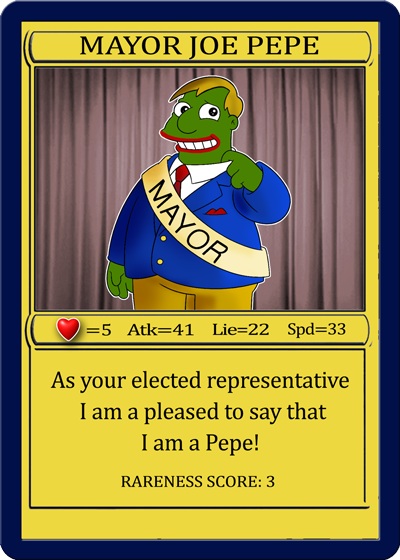 MAYOR JOE PEPE
MAYOR
=5 Atk=41 Lie=22 Spd=33
As your elected representative
I am a pleased to say that
I am a Pepe!
RARENESS SCORE: 3